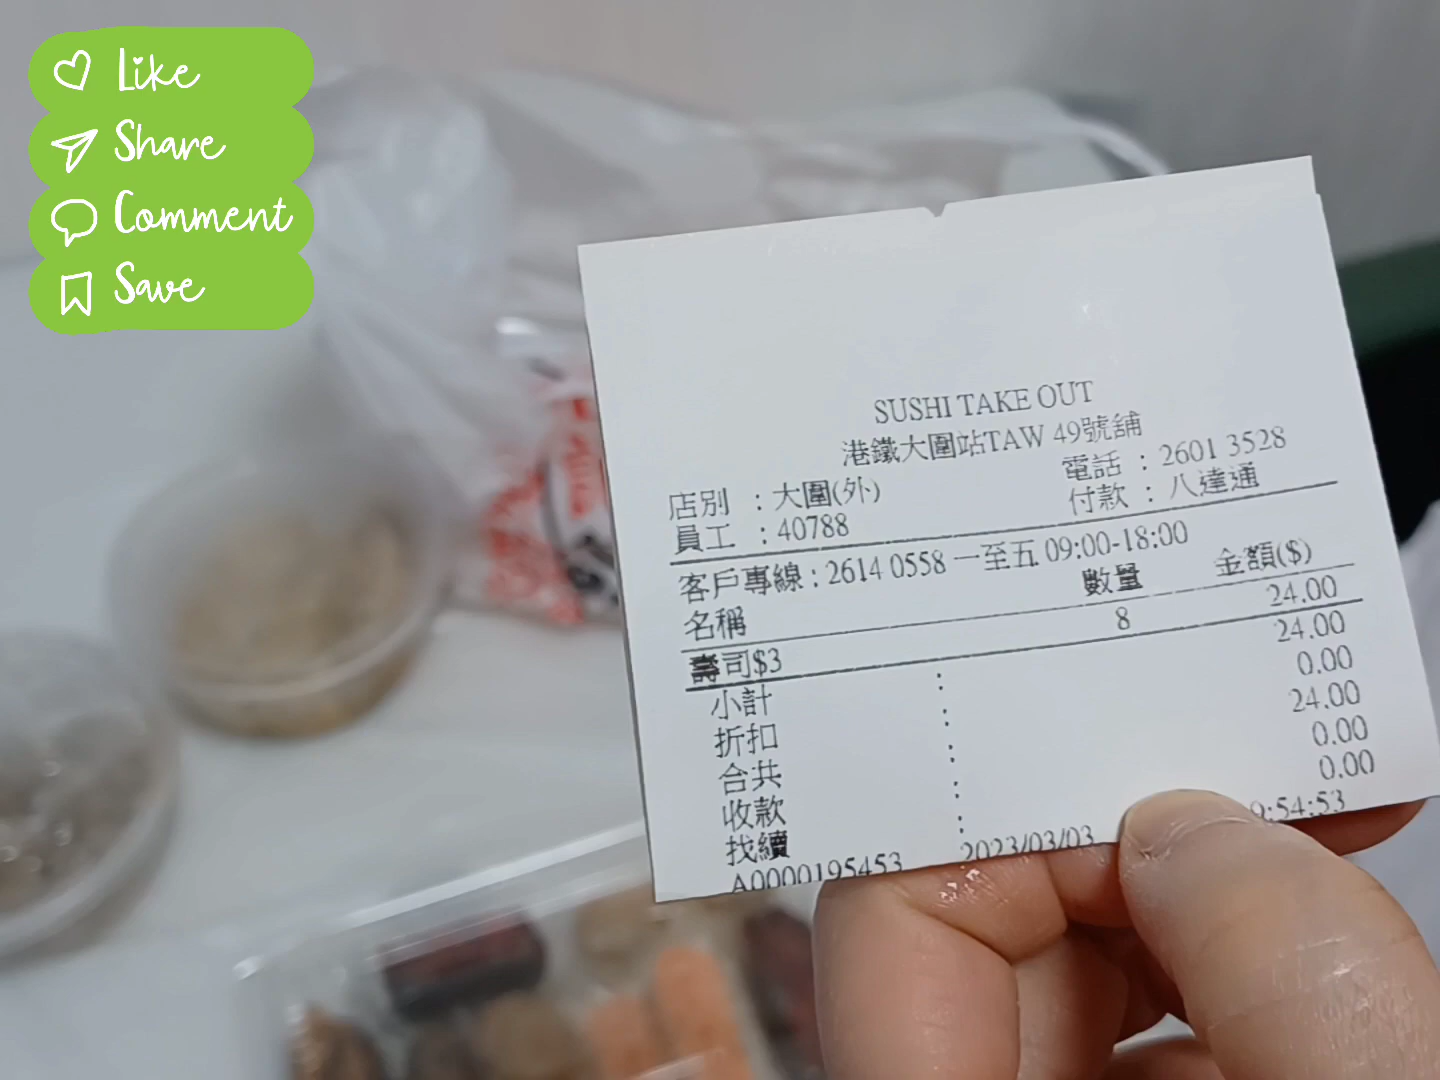 Like
Share
Comment
Save
SUSHI TAKE OUT
港鐵大圍站TAW 49號舖
店別 : 大圍(外) 電話 : 2601 3528
員工 : 40788 付款 : 八達通
客戶專線 : 2614 0558 一至五 09:00-18:00
名稱 數量 金額($)
壽司$3 8 24.00
小計 : 24.00
折扣 : 0.00
合共 : 24.00
收款 : 0.00
找續 : 0.00
A0000195453 2023/03/03 9:54:53